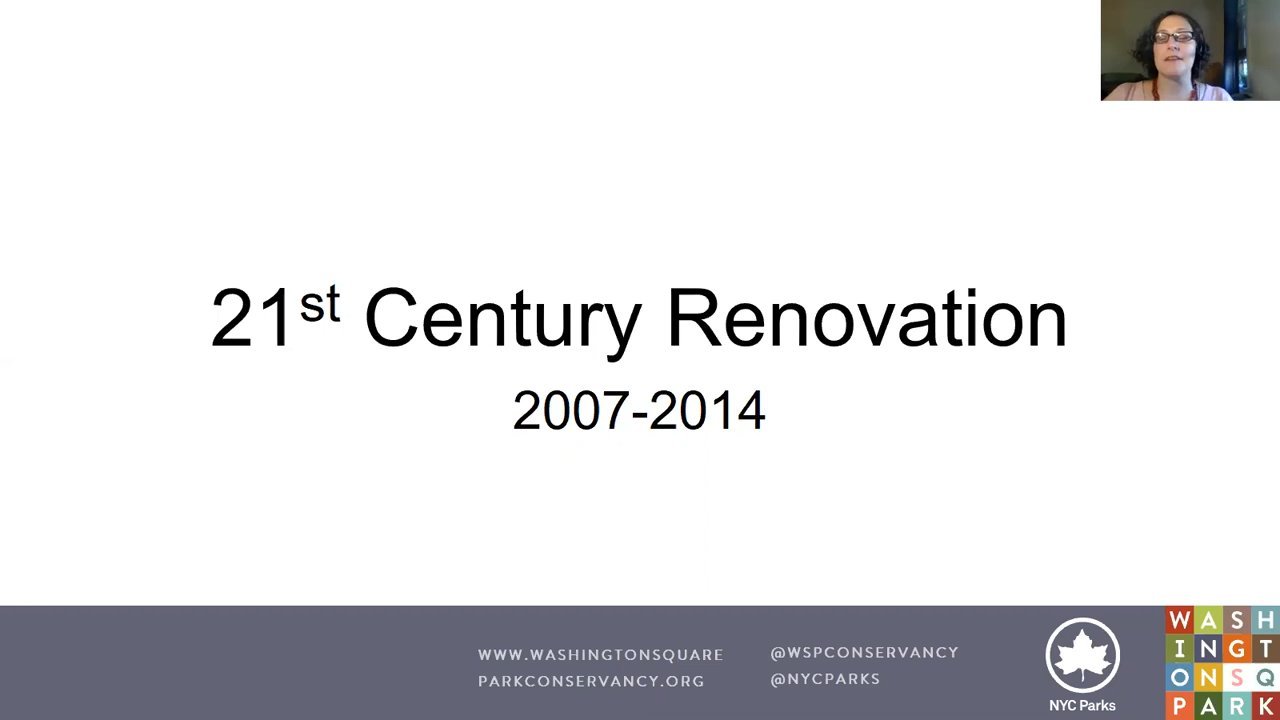 21st Century Renovation
2007-2014
WWW.WASHINGTONSQUARE
PARKCONSERVANCY.ORG
@WSPCONSERVANCY
@NYCPARKS
NYC Parks
WASH
INGT
ONSQ
PARK